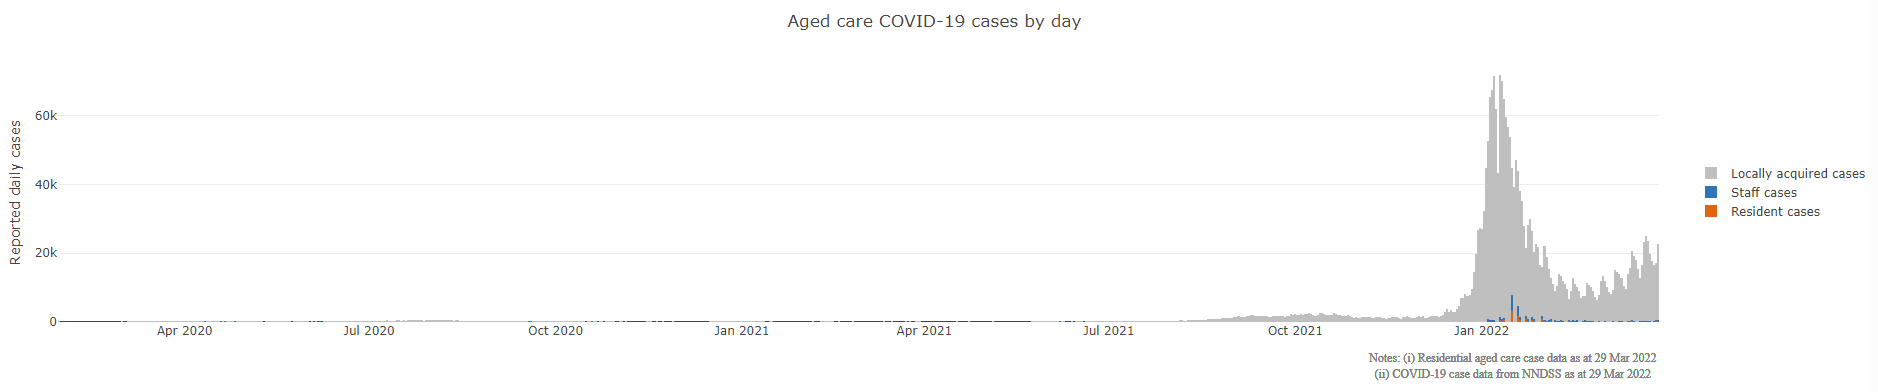 Aged care COVID-19 cases by day
Reported daily cases
60k
40k
20k
0
Apr 2020 Jul 2020 Oct 2020 Jan 2021 Apr 2021 Jul 2021 Oct 2021 Jan 2022
Locally acquired cases
Staff cases
Resident cases
Notes: (i) Residential aged care case data as at 29 Mar 2022
(ii) COVID-19 case data from NNDSS as at 29 Mar 2022